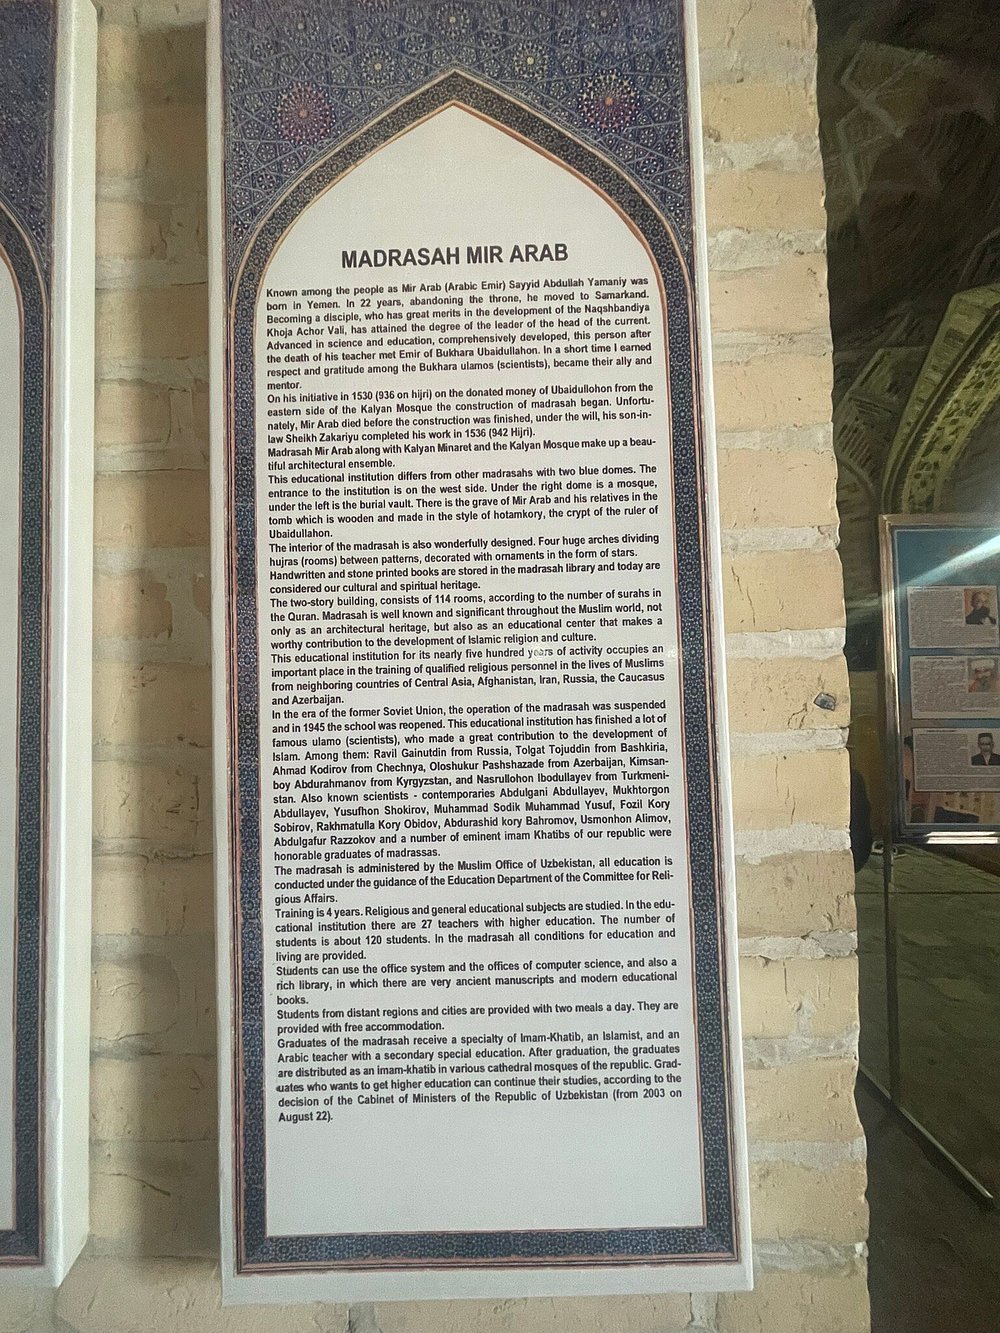 MADRASAH MIR ARAB
Known among the people as Mir Arab (Arabic Emir) Sayyid Abdullah Yamaniy was
born in Yemen. In 22 years, abandoning the throne, he moved to Samarkand.
Becoming a disciple, who has great merits in the development of the Naqshbandiya
Khoja Achor Vali, has attained the degree of the leader of the head of the current.
Advanced in science and education, comprehensively developed, this person after
the death of his teacher met Emir of Bukhara Ubaidullahon. In a short time I earned
respect and gratitude among the Bukhara ulamos (scientists), became their ally and
mentor.
On his initiative in 1530 (936 on hijri) on the donated money of Ubaidullohon from the
eastern side of the Kalyan Mosque the construction of madrasah began. Unfortu-
nately, Mir Arab died before the construction was finished, under the will, his son-in-
law Sheikh Zakariyu completed his work in 1536 (942 Hijri).
Madrasah Mir Arab along with Kalyan Minaret and the Kalyan Mosque make up a beau-
tiful architectural ensemble.
This educational institution differs from other madrasahs with two blue domes. The
entrance to the institution is on the west side. Under the right dome is a mosque,
under the left is the burial vault. There is the grave of Mir Arab and his relatives in the
tomb which is wooden and made in the style of hotamkory, the crypt of the ruler of
Ubaidullahon.
The interior of the madrasah is also wonderfully designed. Four huge arches dividing
hujras (rooms) between patterns, decorated with ornaments in the form of stars.
Handwritten and stone printed books are stored in the madrasah library and today are
considered our cultural and spiritual heritage.
The two-story building, consists of 114 rooms, according to the number of surahs in
the Quran. Madrasah is well known and significant throughout the Muslim world, not
only as an architectural heritage, but also as an educational center that makes a
worthy contribution to the development of Islamic religion and culture.
This educational institution for its nearly five hundred years of activity occupies an
important place in the training of qualified religious personnel in the lives of Muslims
from neighboring countries of Central Asia, Afghanistan, Iran, Russia, the Caucasus
and Azerbaijan.
In the era of the former Soviet Union, the operation of the madrasah was suspended
and in 1945 the school was reopened. This educational institution has finished a lot of
famous ulamo (scientists), who made a great contribution to the development of
Islam. Among them: Ravil Gainutdin from Russia, Tolgat Tojuddin from Bashkiria,
Ahmad Kodirov from Chechnya, Oloshukur Pashshazade from Azerbaijan, Kimsan-
boy Abdurahmanov from Kyrgyzstan, and Nasrullohon Ibodullayev from Turkmeni-
stan. Also known scientists - contemporaries Abdulgani Abdullayev, Mukhtorgon
Abdullayev, Yusufhon Shokirov, Muhammad Sodik Muhammad Yusuf, Fozil Kory
Sobirov, Rakhmatulla Kory Obidov, Abdurashid kory Bahromov, Usmonhon Alimov,
Abdulgafur Razzokov and a number of eminent imam Khatibs of our republic were
honorable graduates of madrassas.
The madrasah is administered by the Muslim Office of Uzbekistan, all education is
conducted under the guidance of the Education Department of the Committee for Reli-
gious Affairs.
Training is 4 years. Religious and general educational subjects are studied. In the edu-
cational institution there are 27 teachers with higher education. The number of
students is about 120 students. In the madrasah all conditions for education and
living are provided.
Students can use the office system and the offices of computer science, and also a
rich library, in which there are very ancient manuscripts and modern educational
books.
Students from distant regions and cities are provided with two meals a day. They are
provided with free accommodation.
Graduates of the madrasah receive a specialty of Imam-Khatib, an Islamist, and an
Arabic teacher with a secondary special education. After graduation, the graduates
are distributed as an imam-khatib in various cathedral mosques of the republic. Grad-
uates who wants to get higher education can continue their studies, according to the
decision of the Cabinet of Ministers of the Republic of Uzbekistan (from 2003 on
August 22).